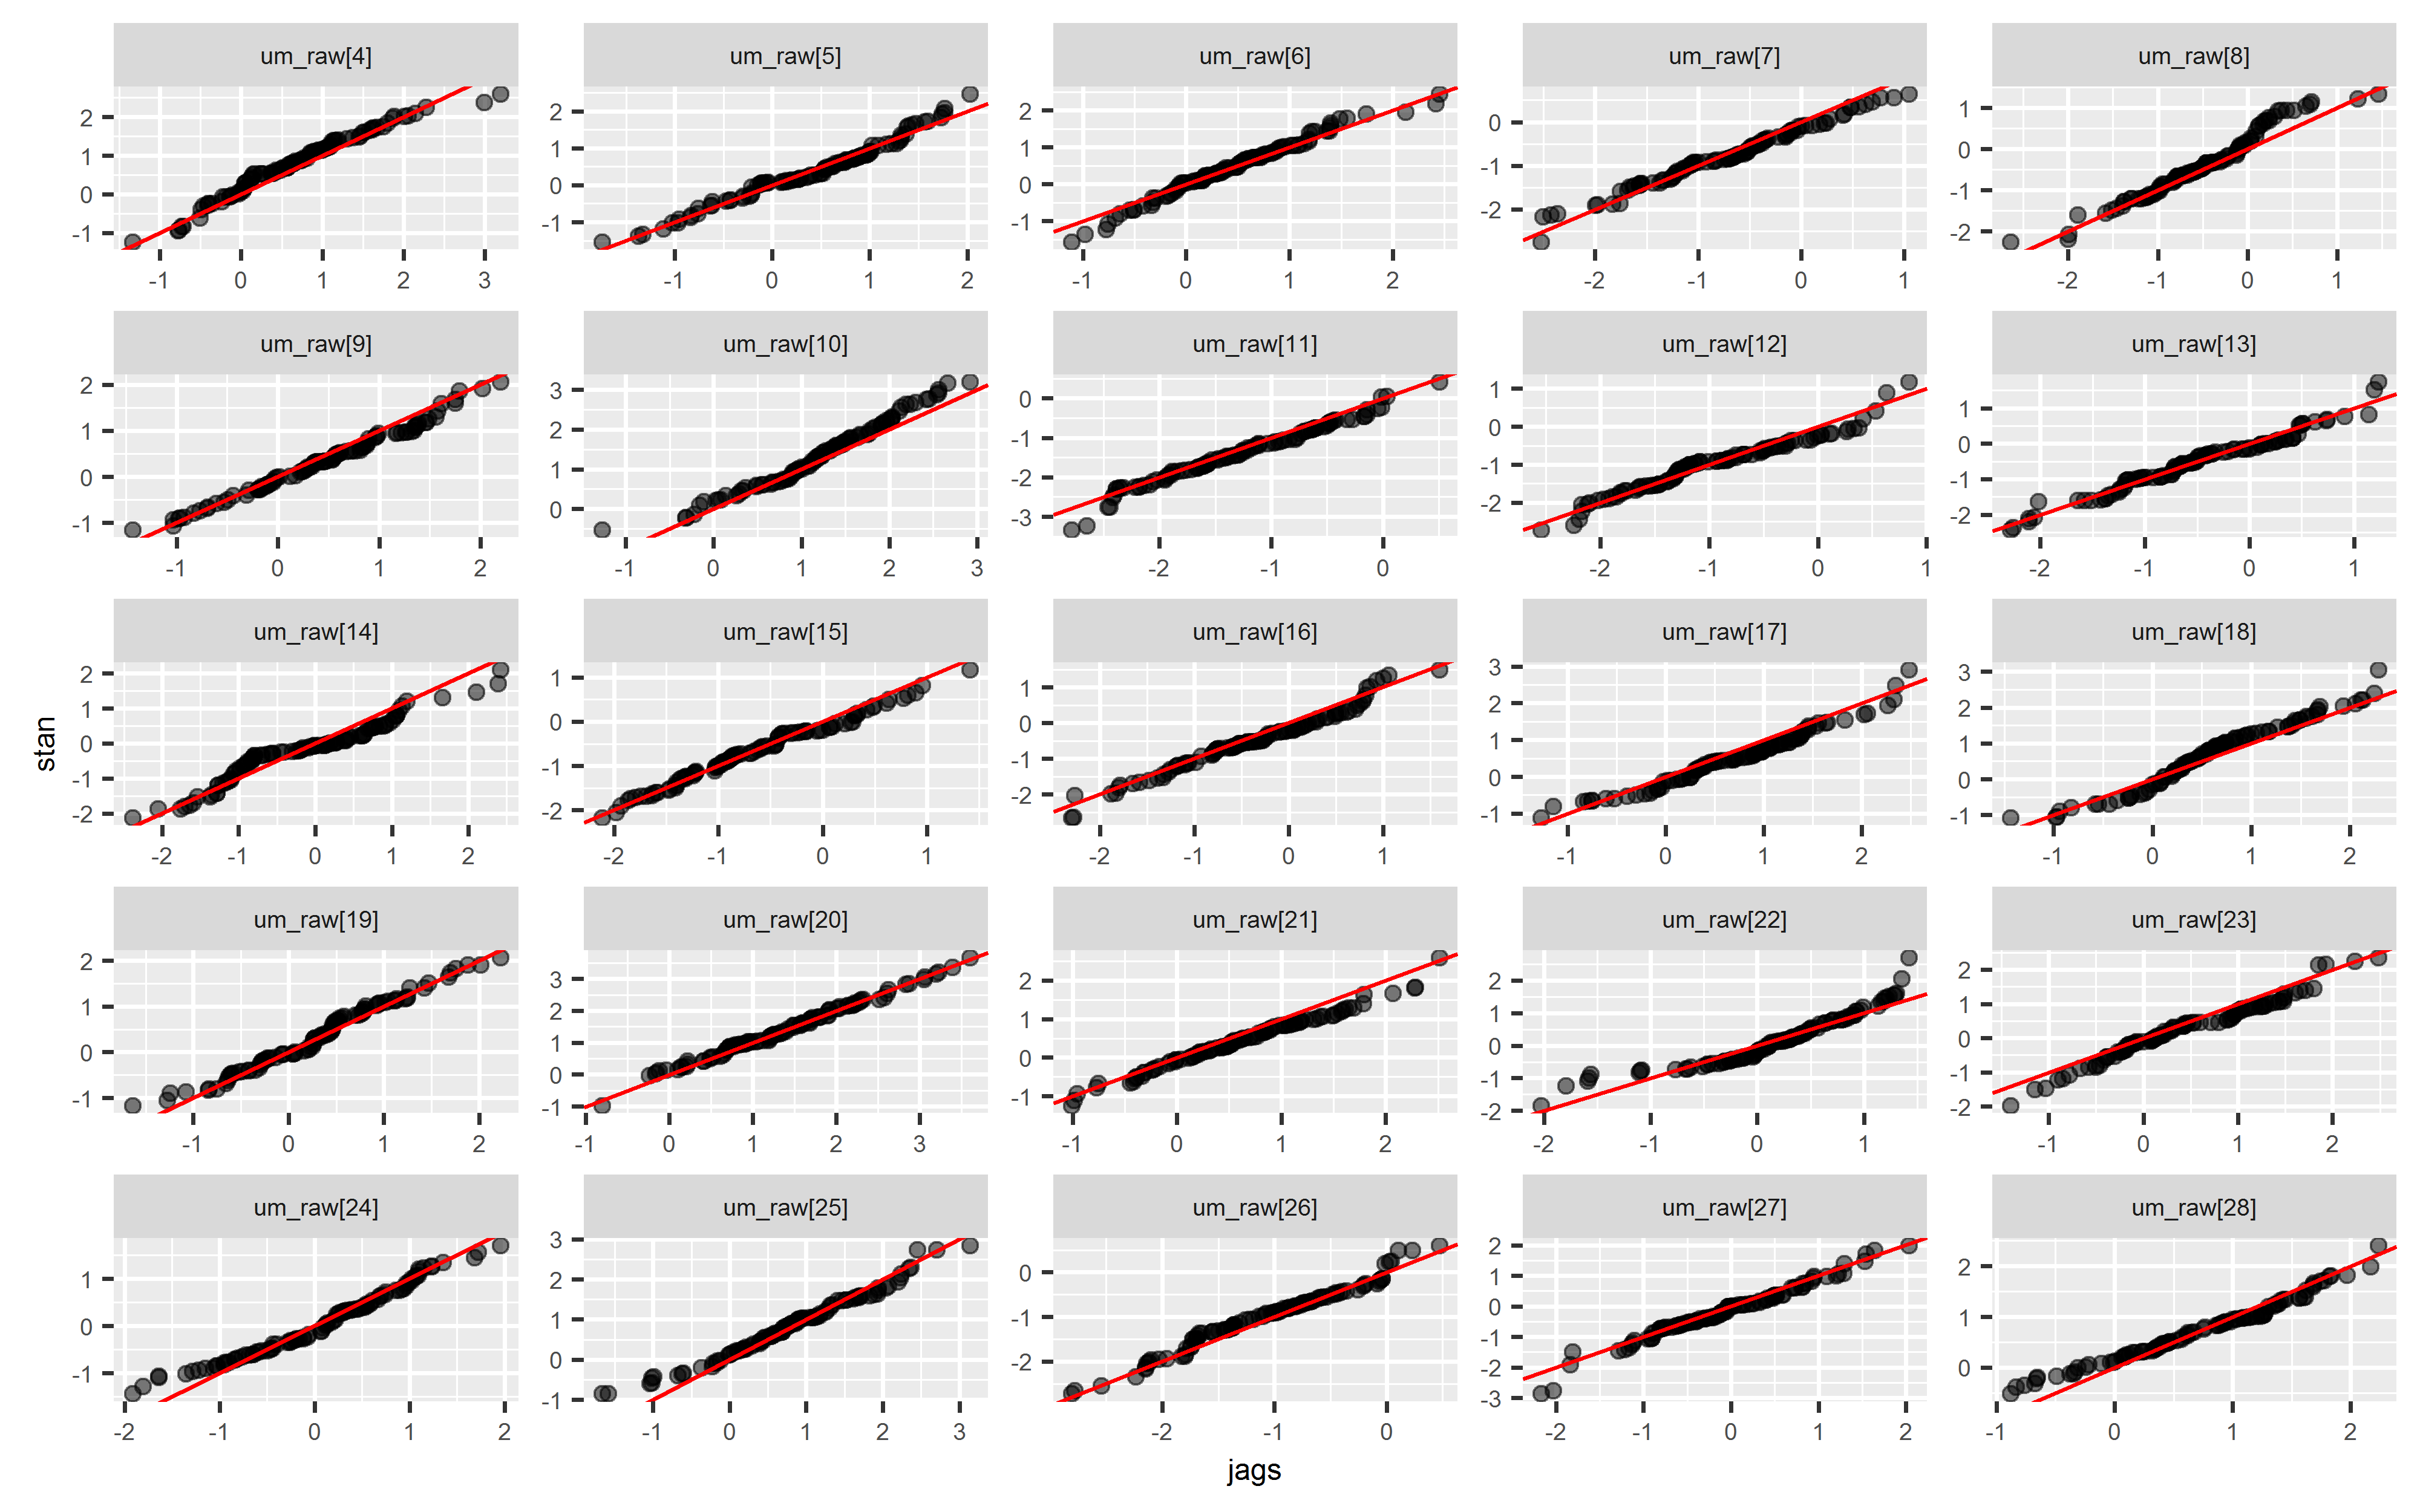 um_raw[4] um_raw[5] um_raw[6] um_raw[7] um_raw[8]
2 1 0 -1
2 1 0 -1
2 1 0 -1
0 -1 -2
1 0 -1 -2
-1 0 1 2 3
-1 0 1 2
-1 0 1 2
-2 -1 0 1
-2 -1 0 1
um_raw[9] um_raw[10] um_raw[11] um_raw[12] um_raw[13]
2 1 0 -1
3 2 1 0
0 -1 -2 -3
1 0 -1 -2
1 0 -1 -2
-1 0 1 2
-1 0 1 2 3
-2 -1 0
-2 -1 0 1
-2 -1 0 1
um_raw[14] um_raw[15] um_raw[16] um_raw[17] um_raw[18]
2 1 0 -1 -2
1 0 -1 -2
1 0 -1 -2
3 2 1 0 -1
3 2 1 0 -1
-2 -1 0 1 2
-2 -1 0 1
-2 -1 0 1
-1 0 1 2
-1 0 1 2
stan
um_raw[19] um_raw[20] um_raw[21] um_raw[22] um_raw[23]
2 1 0 -1
3 2 1 0 -1
2 1 0 -1
2 1 0 -1 -2
2 1 0 -1 -2
-1 0 1 2
-1 0 1 2 3
-1 0 1 2
-2 -1 0 1
-1 0 1 2
um_raw[24] um_raw[25] um_raw[26] um_raw[27] um_raw[28]
1 0 -1
3 2 1 0 -1
0 -1 -2
2 1 0 -1 -2 -3
2 1 0
-2 -1 0 1 2
-1 0 1 2 3
-2 -1 0
-2 -1 0 1 2
-1 0 1 2
jags